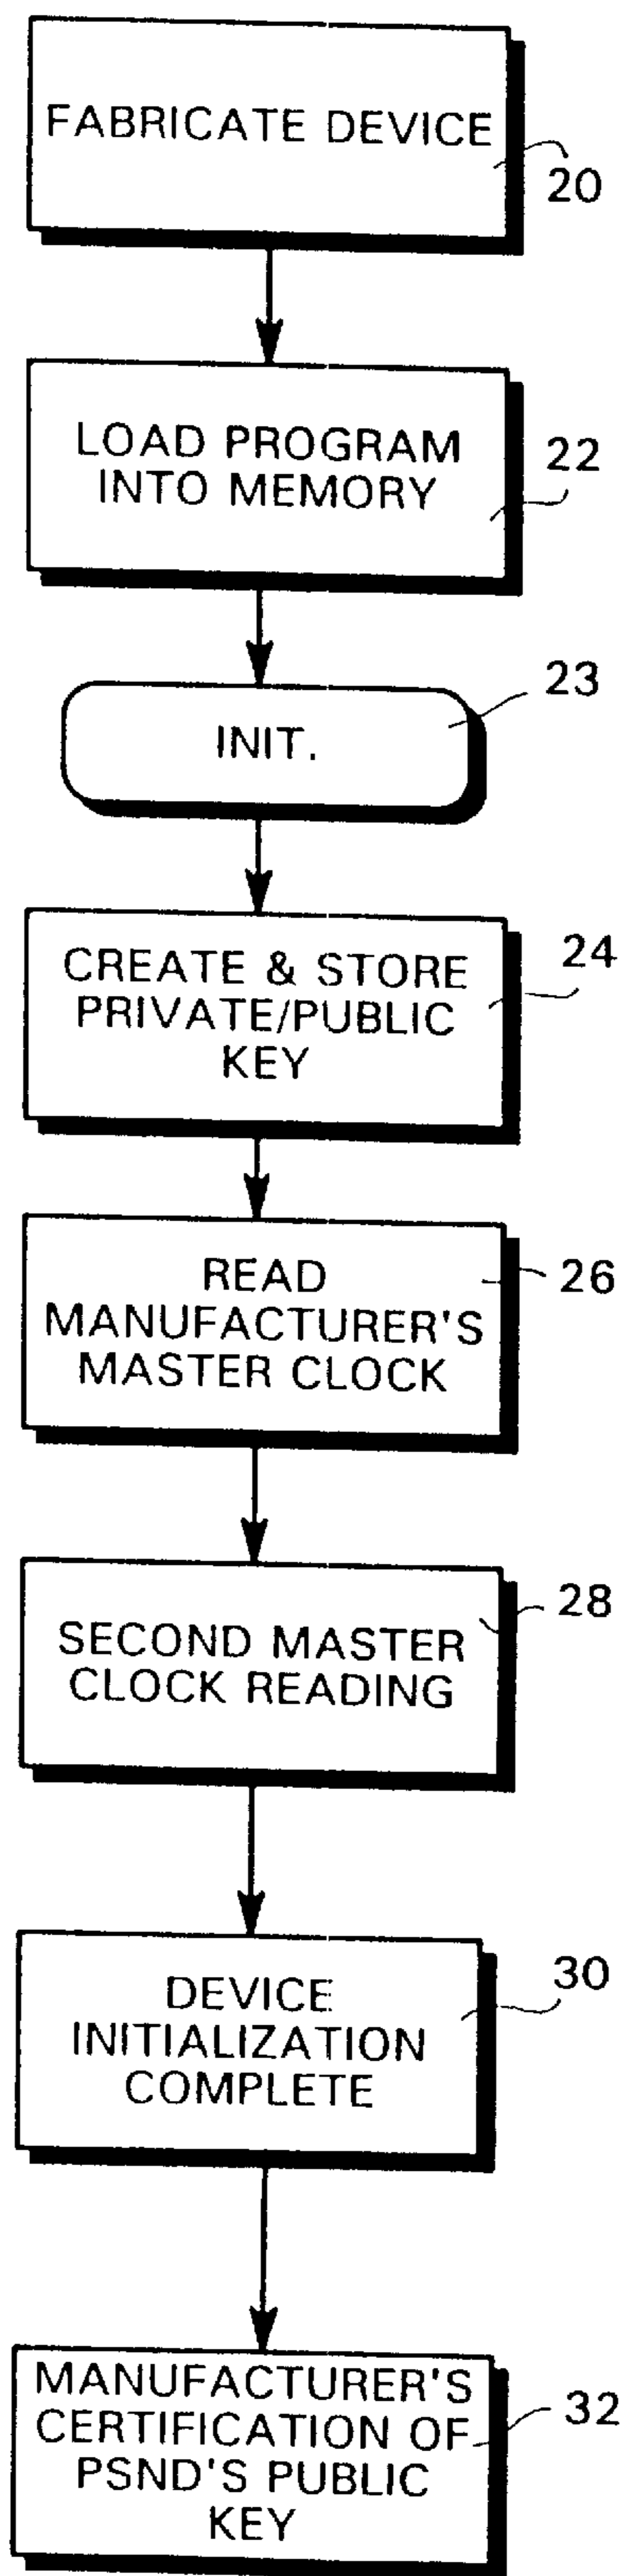 FABRICATE DEVICE
20
LOAD PROGRAM
INTO MEMORY
22
INIT.
23
CREATE & STORE
PRIVATE/PUBLIC
KEY
24
READ
MANUFACTURER'S
MASTER CLOCK
26
SECOND MASTER
CLOCK READING
28
DEVICE
INITIALIZATION
COMPLETE
30
MANUFACTURER'S
CERTIFICATION OF
PSND'S PUBLIC
KEY
32